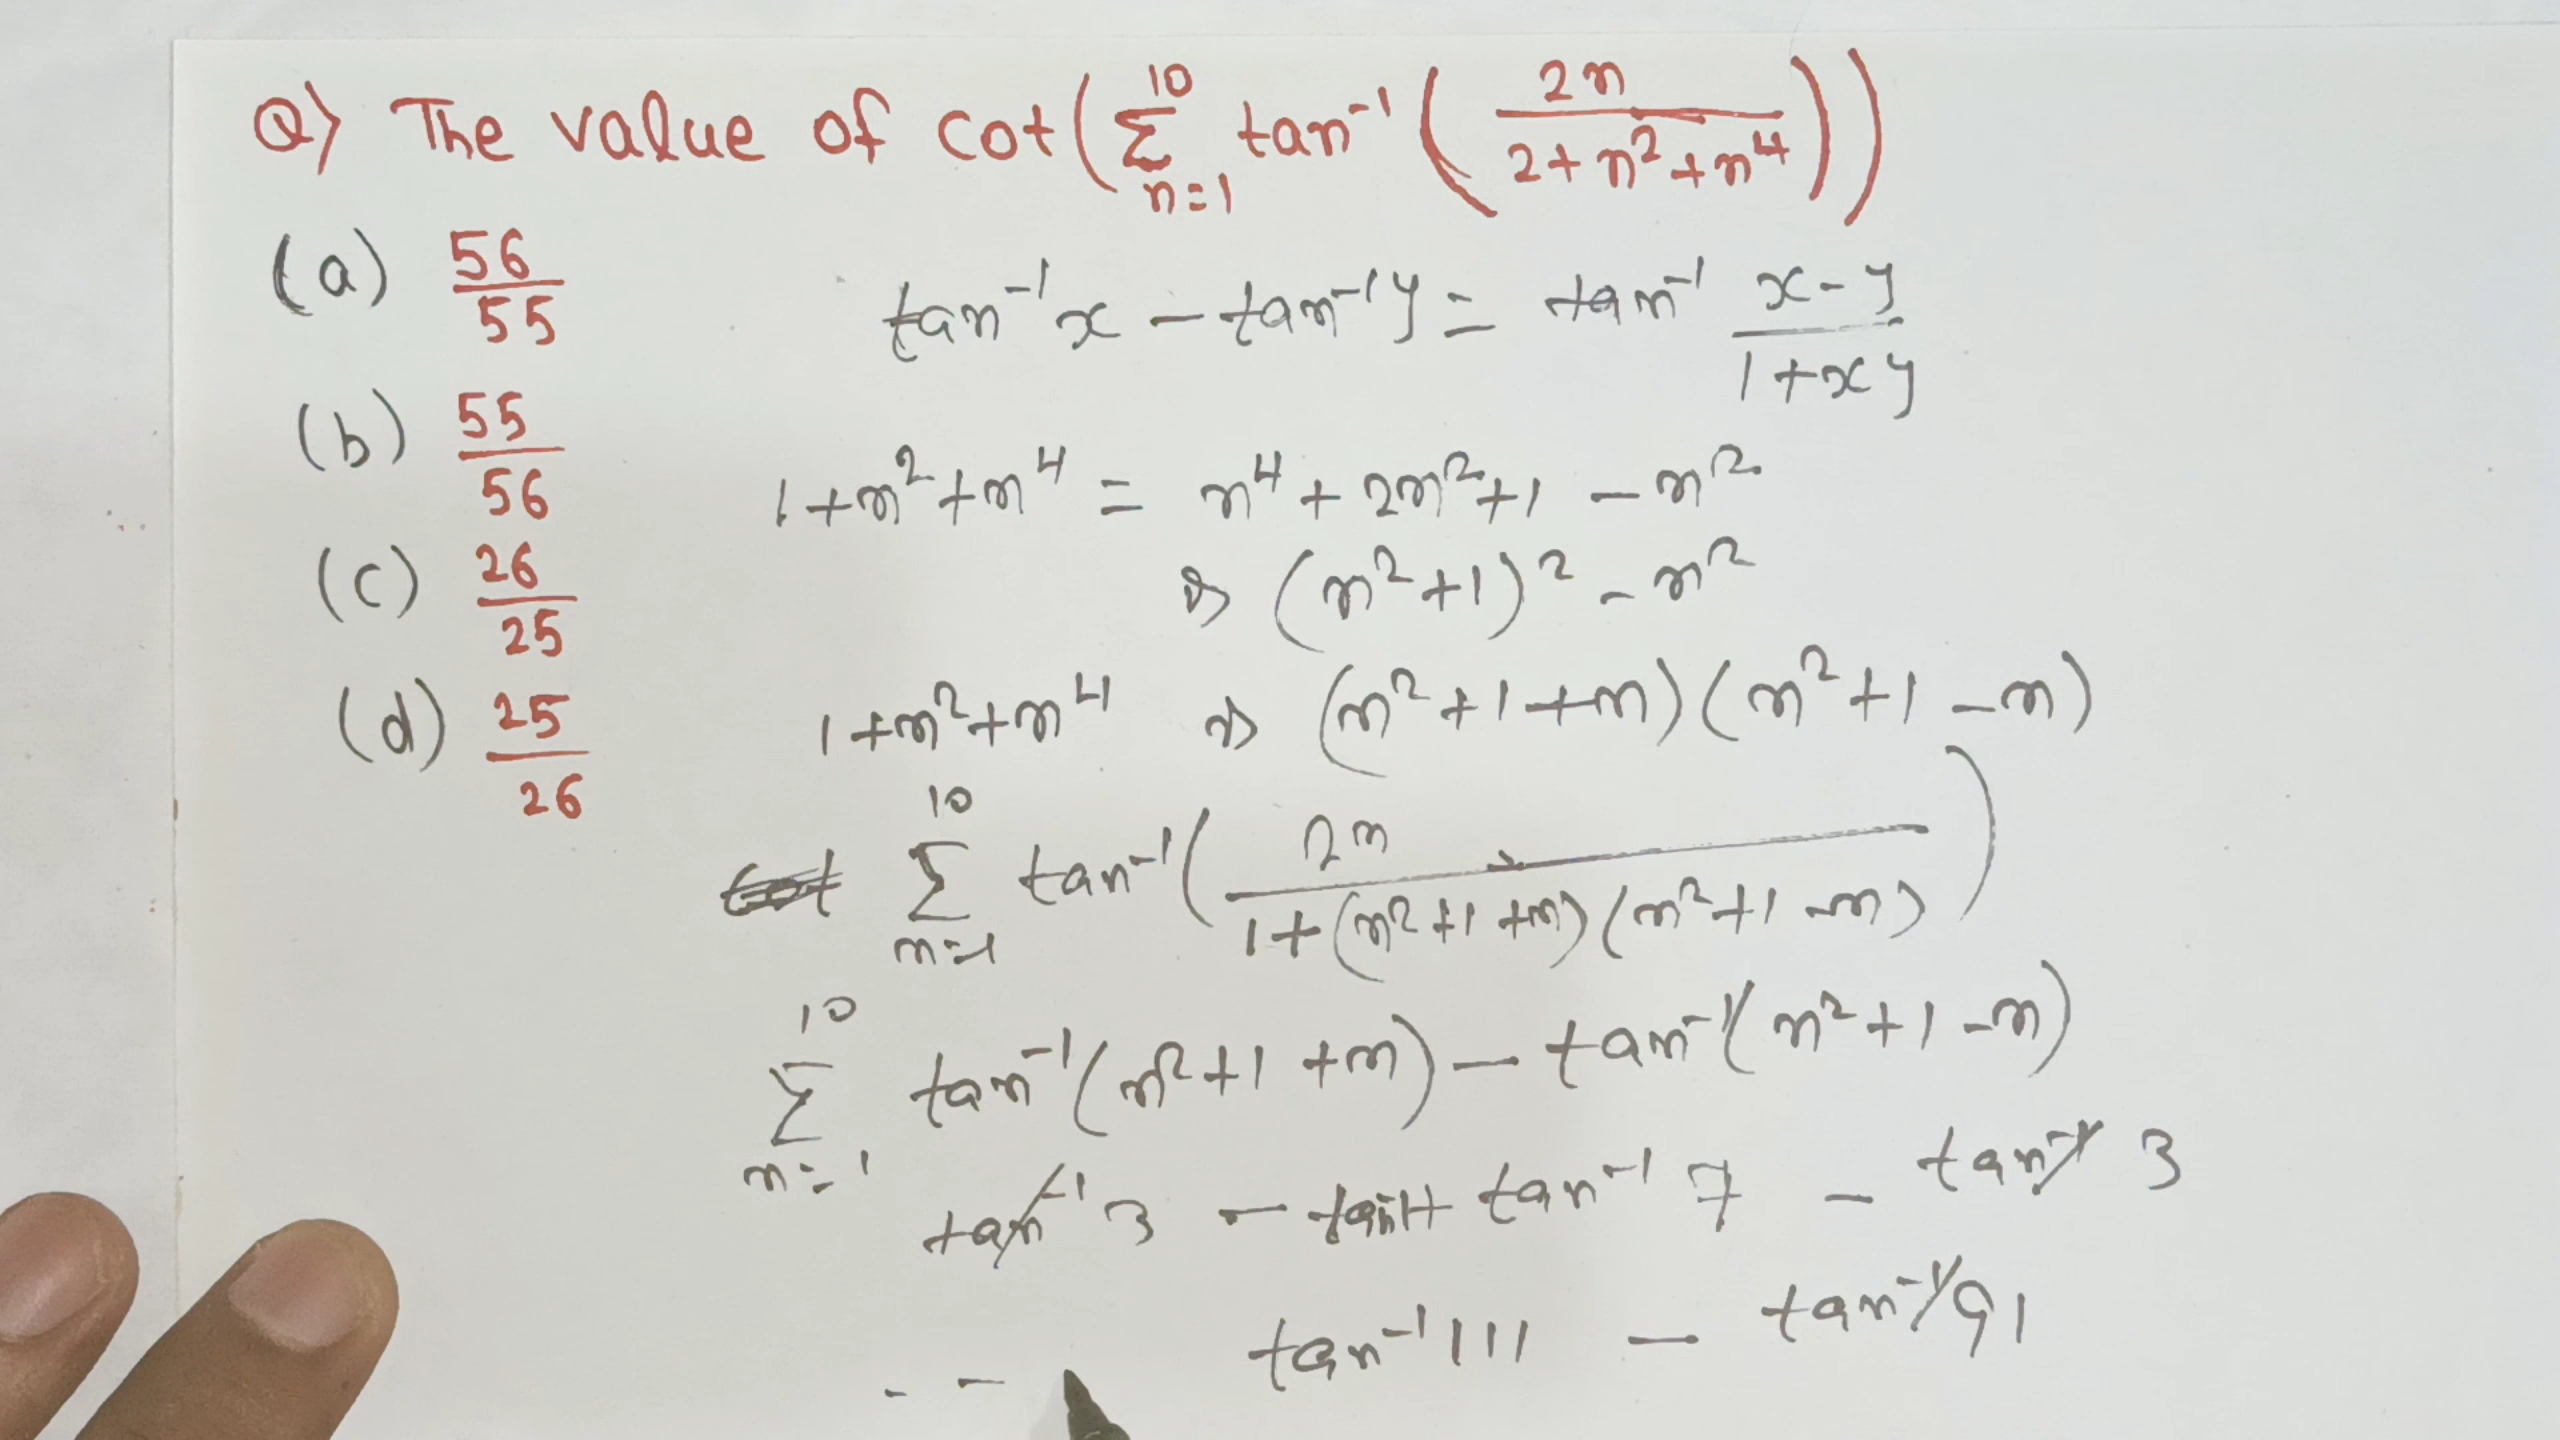 Q) The value of cot(∑_{n=1}^{10} tan⁻¹(2n/(2+n²+n⁴)))
(a) 56/55
(b) 55/56
(c) 26/25
(d) 25/26
tan⁻¹x - tan⁻¹y = tan⁻¹ (x-y)/(1+xy)
1+n²+n⁴ = n⁴+2n²+1 -n²
⇒ (n²+1)² - n²
1+n²+n⁴ ⇒ (n²+1+n)(n²+1-n)
∑_{n=1}^{10} tan⁻¹(2n/(1+(n²+1+n)(n²+1-n)))
∑_{n=1}^{10} tan⁻¹(n²+1+n) - tan⁻¹(n²+1-n)
tan⁻¹3 - tan⁻¹1+ tan⁻¹7 - tan⁻¹3
- - tan⁻¹111 - tan⁻¹91